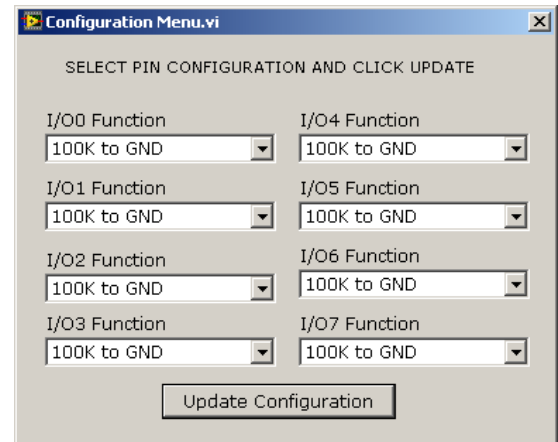 Configuration Menu.vi
SELECT PIN CONFIGURATION AND CLICK UPDATE
I/O0 Function
100K to GND
I/O1 Function
100K to GND
I/O2 Function
100K to GND
I/O3 Function
100K to GND
I/O4 Function
100K to GND
I/O5 Function
100K to GND
I/O6 Function
100K to GND
I/O7 Function
100K to GND
Update Configuration